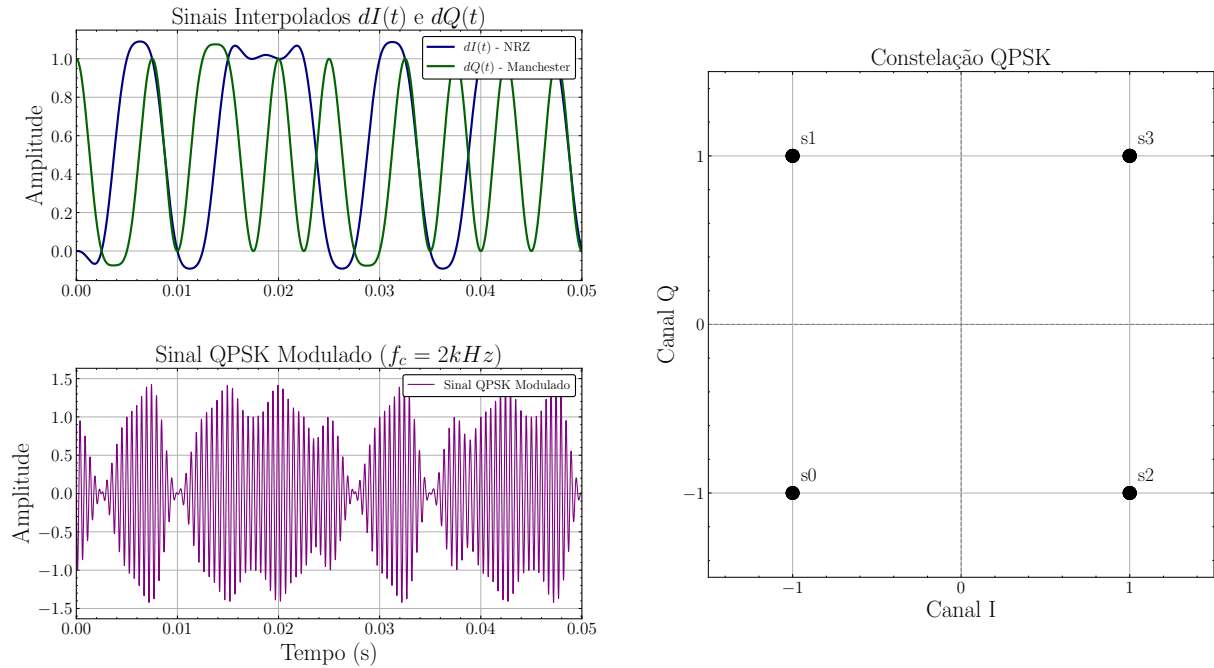 Sinais Interpolados dI(t) e dQ(t)
Amplitude
1.0
0.8
0.6
0.4
0.2
0.0
dI(t) - NRZ
dQ(t) - Manchester
0.00 0.01 0.02 0.03 0.04 0.05
Sinal QPSK Modulado (f_c = 2kHz)
Amplitude
1.5
1.0
0.5
0.0
−0.5
−1.0
−1.5
Sinal QPSK Modulado
0.00 0.01 0.02 0.03 0.04 0.05
Tempo (s)
Constelação QPSK
Canal Q
1
0
−1
s1
s3
s0
s2
−1 0 1
Canal I